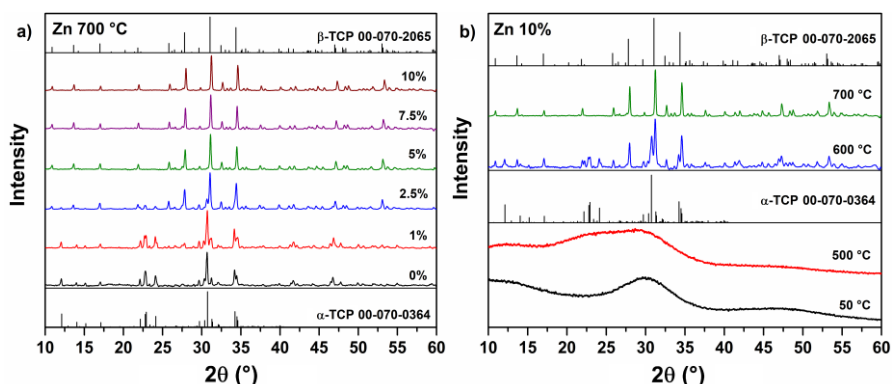 a)
Zn 700 °C
β-TCP 00-070-2065
10%
7.5%
5%
2.5%
1%
0%
α-TCP 00-070-0364
Intensity
10 15 20 25 30 35 40 45 50 55 60
2θ (°)
b)
Zn 10%
β-TCP 00-070-2065
700 °C
600 °C
α-TCP 00-070-0364
500 °C
50 °C
Intensity
10 15 20 25 30 35 40 45 50 55 60
2θ (°)